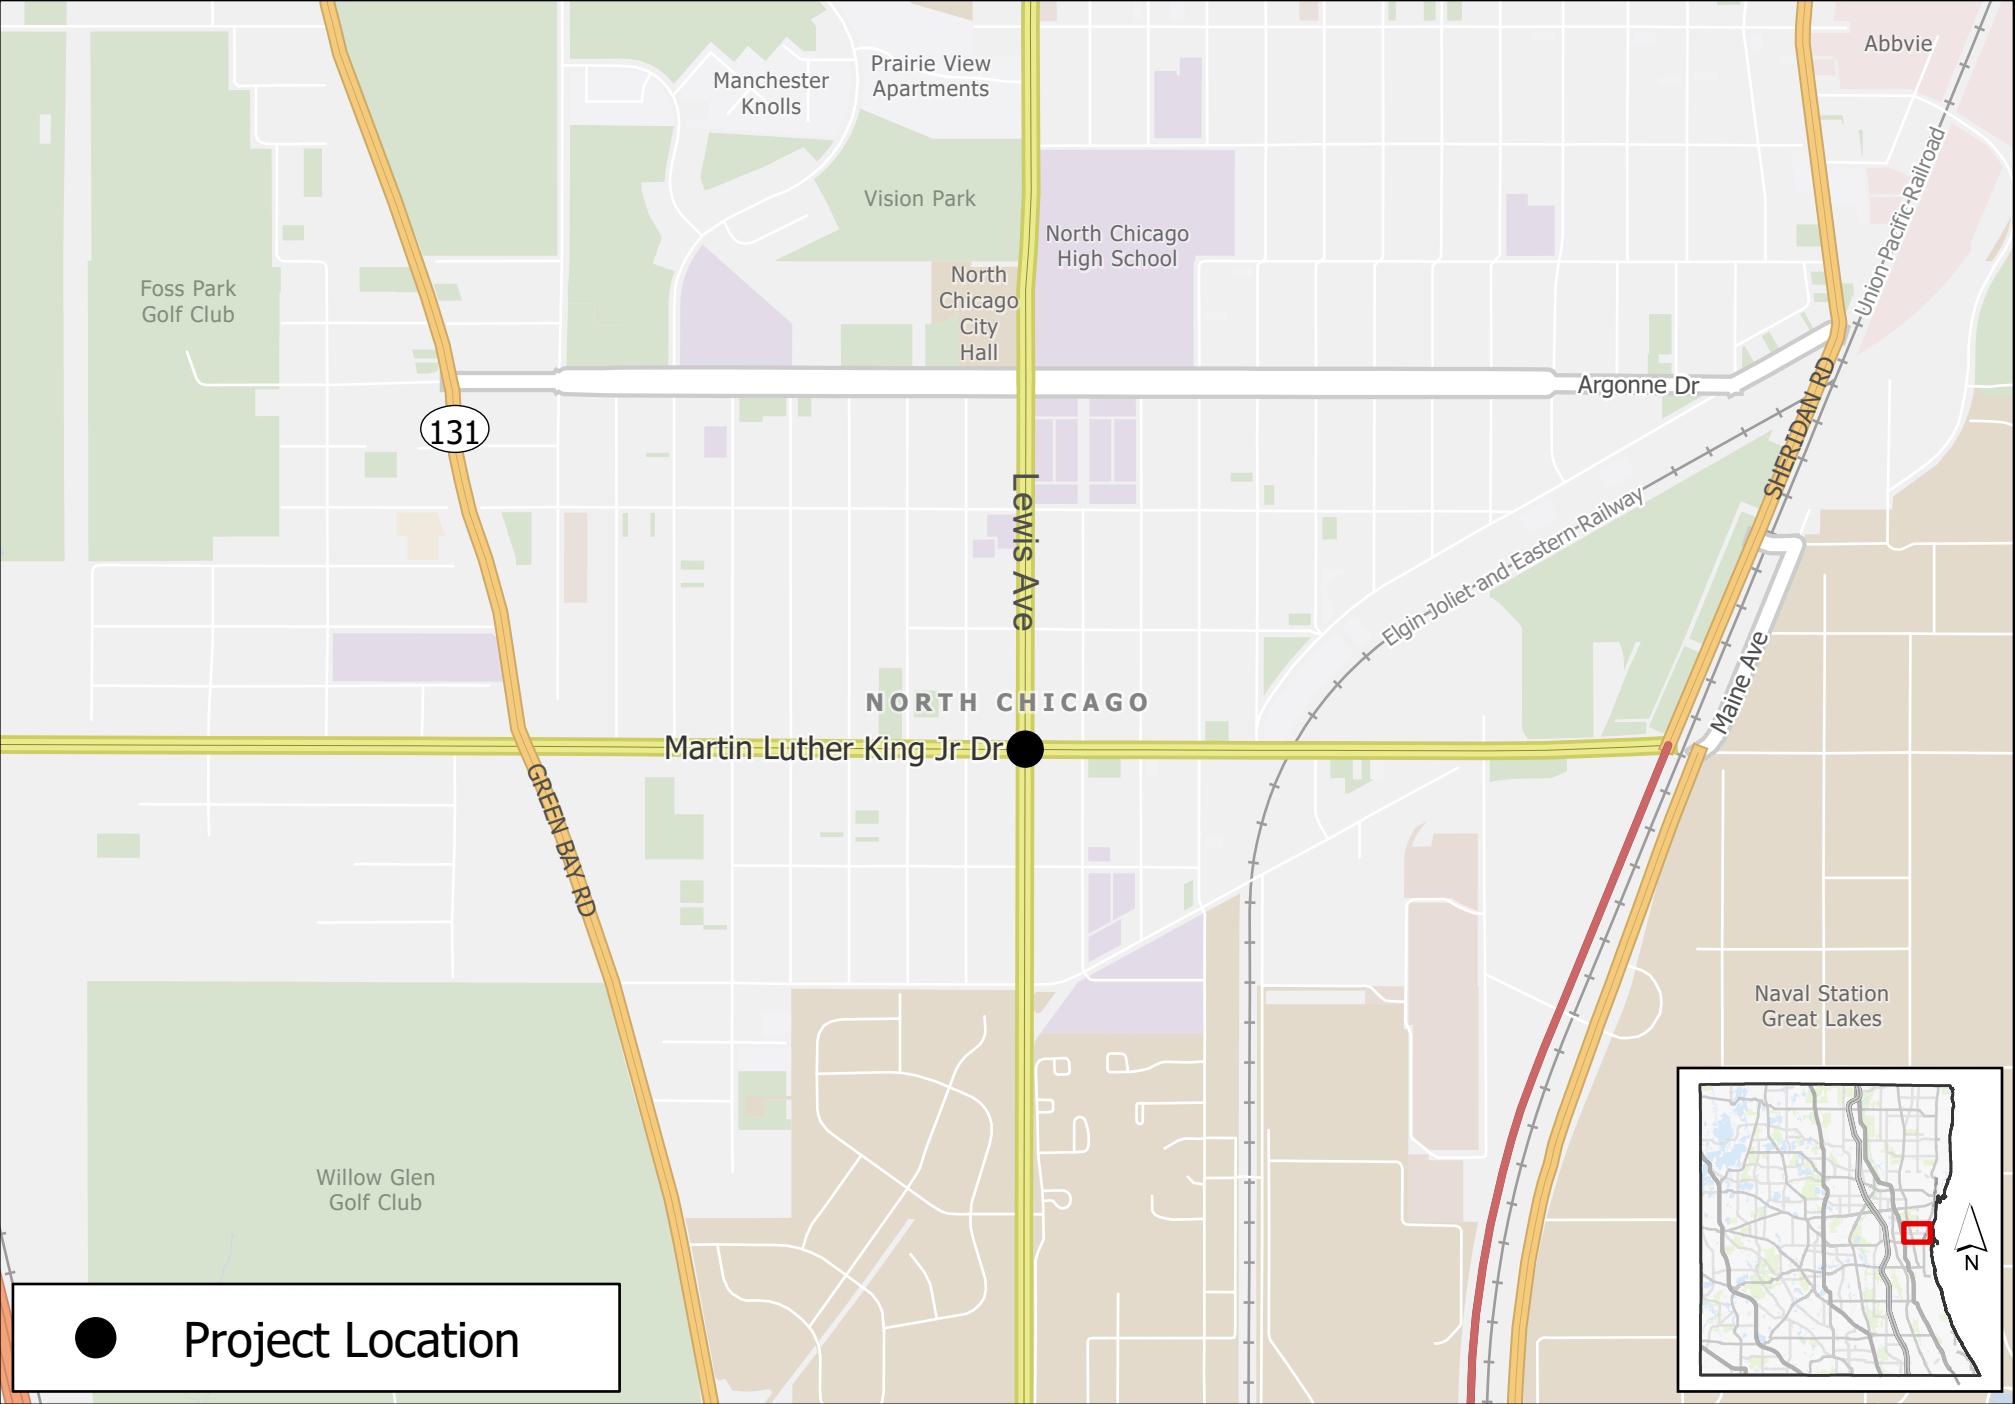 Abbvie
Prairie View
Apartments
Manchester
Knolls
Vision Park
Union-Pacific-Railroad
North Chicago
High School
North
Chicago
City
Hall
Foss Park
Golf Club
Argonne Dr
SHERIDAN RD
131
Lewis Ave
Elgin-Joliet-and-Eastern-Railway
Maine Ave
NORTH CHICAGO
Martin Luther King Jr Dr
GREEN BAY RD
Naval Station
Great Lakes
Willow Glen
Golf Club
N
Project Location